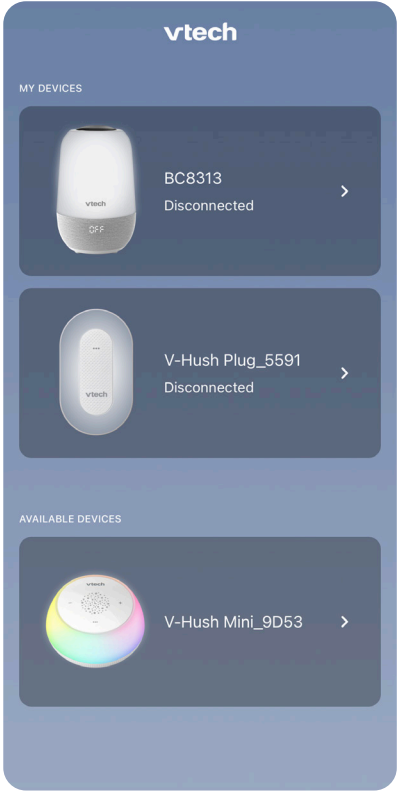 vtech
MY DEVICES
vtech
OFF
BC8313
Disconnected
vtech
V-Hush Plug_5591
Disconnected
AVAILABLE DEVICES
vtech
V-Hush Mini_9D53